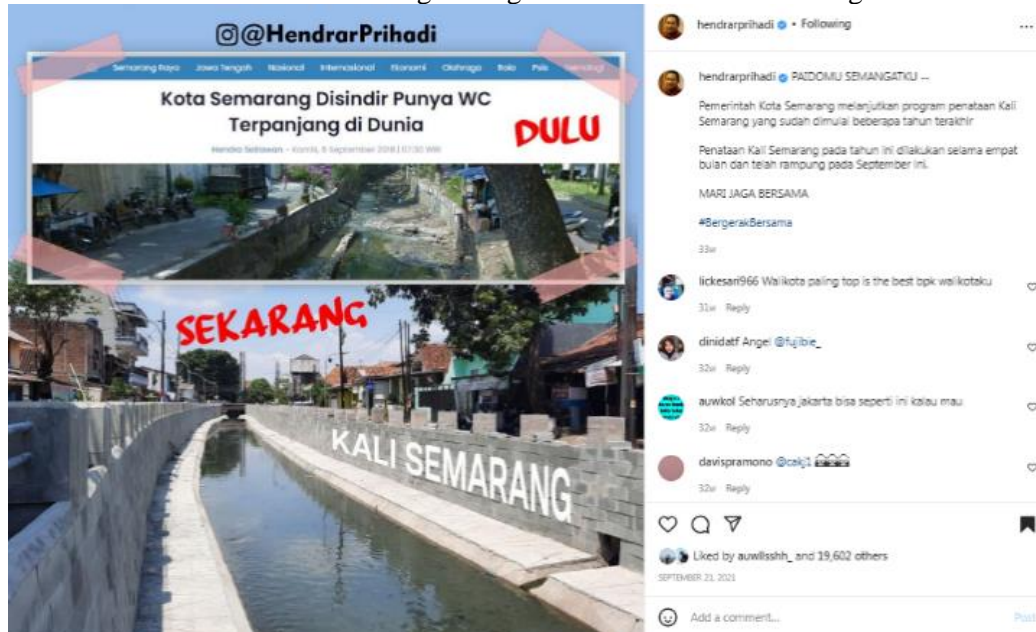 @HendrarPrihadi
Semarang Raya Jawa Tengah Nasional Internasional Ekonomi Olahraga Bola Psis
Kota Semarang Disindir Punya WC
Terpanjang di Dunia
DULU
SEKARANG
KALI SEMARANG
hendrarprihadi • Following
hendrarprihadi PAIDOMU SEMANGATKU --
Pemerintah Kota Semarang melanjutkan program penataan Kali
Semarang yang sudah dimulai beberapa tahun terakhir
Penataan Kali Semarang pada tahun ini dilakukan selama empat
bulan dan telah rampung pada September ini.
MARI JAGA BERSAMA
#BergerakBersama
33w
lickesari966 Walikota paling top is the best bpk walikotaku
31w Reply
dinidatf Angel @fujibie_
32w Reply
auwkol Seharusnya jakarta bisa seperti ini kalau mau
32w Reply
davispramono @cakj1
32w Reply
Liked by auwllsshh_ and 19,602 others
SEPTEMBER 23, 2021
Add a comment...
Post